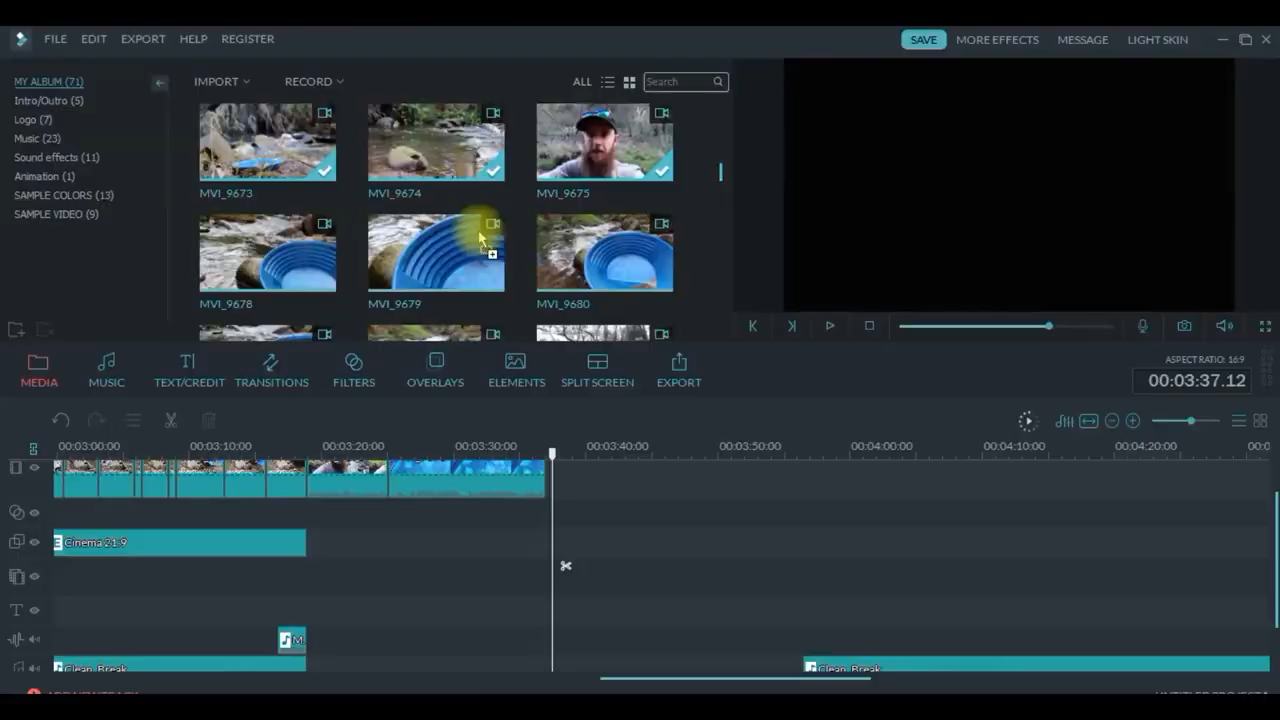 FILE EDIT EXPORT HELP REGISTER SAVE MORE EFFECTS MESSAGE LIGHT SKIN
MY ALBUM (71)
Intro/Outro (5)
Logo (7)
Music (23)
Sound effects (11)
Animation (1)
SAMPLE COLORS (13)
SAMPLE VIDEO (9)
IMPORT RECORD ALL Search
MVI_9673 MVI_9674 MVI_9675
MVI_9678 MVI_9679 MVI_9680
MEDIA MUSIC TEXT/CREDIT TRANSITIONS FILTERS OVERLAYS ELEMENTS SPLIT SCREEN EXPORT
ASPECT RATIO: 16:9
00:03:37.12
00:03:00:00 00:03:10:00 00:03:20:00 00:03:30:00 00:03:40:00 00:03:50:00 00:04:00:00 00:04:10:00 00:04:20:00
Cinema 21:9
M
Clean_Break Clean_Break